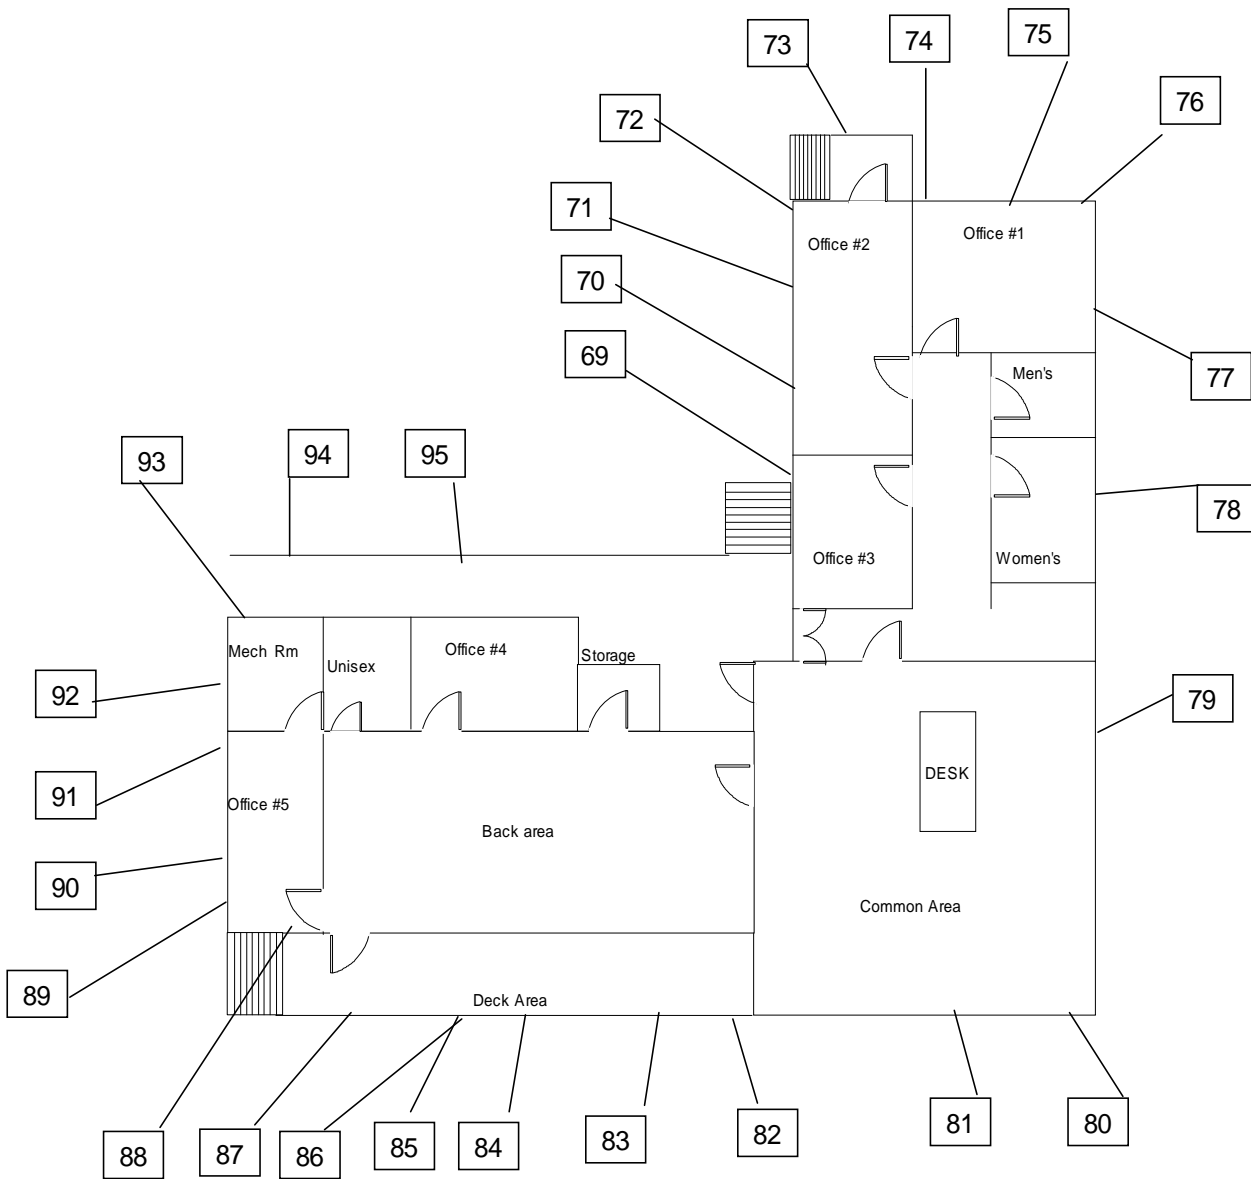 75
74
73
76
72
71
Office #1
Office #2
70
69
Men's
77
93
94
95
78
Office #3
Women's
Mech Rm
Unisex
Office #4
Storage
92
79
DESK
91
Office #5
Back area
90
Common Area
89
Deck Area
88
87
86
85
84
83
82
81
80